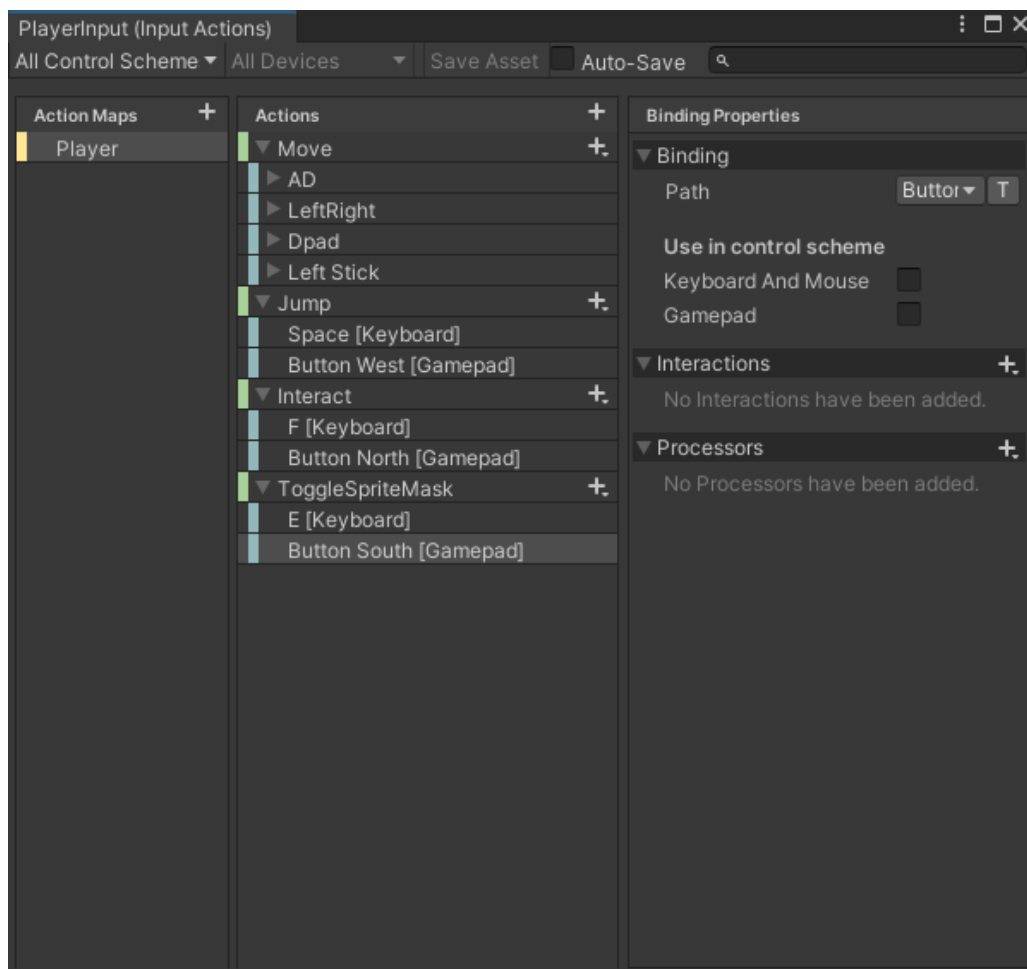 PlayerInput (Input Actions)
All Control Scheme All Devices Save Asset Auto-Save
Action Maps
Player
Actions
Move
AD
LeftRight
Dpad
Left Stick
Jump
Space [Keyboard]
Button West [Gamepad]
Interact
F [Keyboard]
Button North [Gamepad]
ToggleSpriteMask
E [Keyboard]
Button South [Gamepad]
Binding Properties
Binding
Path Buttor T
Use in control scheme
Keyboard And Mouse
Gamepad
Interactions
No Interactions have been added.
Processors
No Processors have been added.